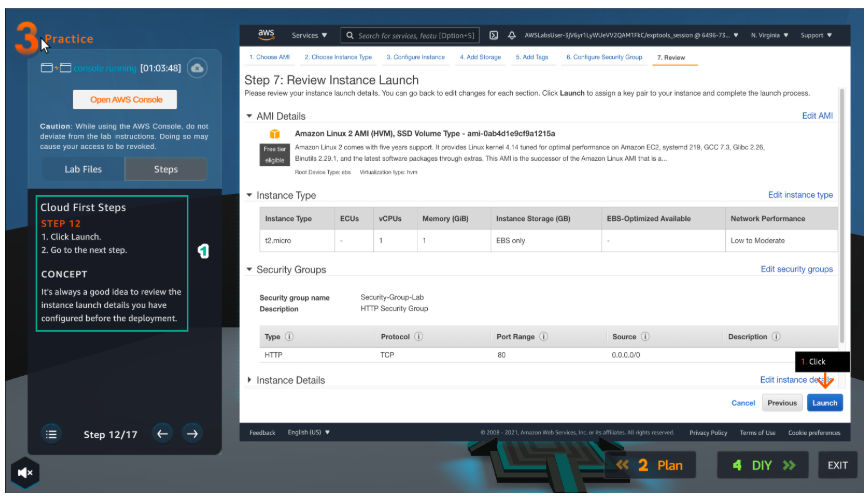 3 Practice
console running [01:03:48]
Open AWS Console
Caution: While using the AWS Console, do not
deviate from the lab instructions. Doing so may
cause your access to be revoked.
Lab Files Steps
Cloud First Steps
STEP 12
1. Click Launch.
2. Go to the next step.
1
CONCEPT
It's always a good idea to review the
instance launch details you have
configured before the deployment.
Step 12/17
aws Services Search for services, featu [Option+S] N. Virginia Support
1. Choose AMI 2. Choose Instance Type 3. Configure Instance 4. Add Storage 5. Add Tags 6. Configure Security Group 7. Review
Step 7: Review Instance Launch
Please review your instance launch details. You can go back to edit changes for each section. Click Launch to assign a key pair to your instance and complete the launch process.
AMI Details Edit AMI
Amazon Linux 2 AMI (HVM), SSD Volume Type - ami-0ab4d1e9cf9a1215a
Free tier
eligible
Amazon Linux 2 comes with five years support. It provides Linux kernel 4.14 tuned for optimal performance on Amazon EC2, systemd 219, GCC 7.3, Glibc 2.26,
Binutils 2.29.1, and the latest software packages through extras. This AMI is the successor of the Amazon Linux AMI that is a...
Root Device Type: ebs Virtualization type: hvm
Instance Type Edit instance type
Instance Type ECUs vCPUs Memory (GiB) Instance Storage (GB) EBS-Optimized Available Network Performance
t2.micro - 1 1 EBS only - Low to Moderate
Security Groups Edit security groups
Security group name Security-Group-Lab
Description HTTP Security Group
Type Protocol Port Range Source Description
HTTP TCP 80 0.0.0.0/0
1. Click
Instance Details Edit instance details
Cancel Previous Launch
Feedback English (US) © 2008 - 2021, Amazon Web Services, Inc. or its affiliates. All rights reserved. Privacy Policy Terms of Use Cookie preferences
2 Plan 4 DIY EXIT